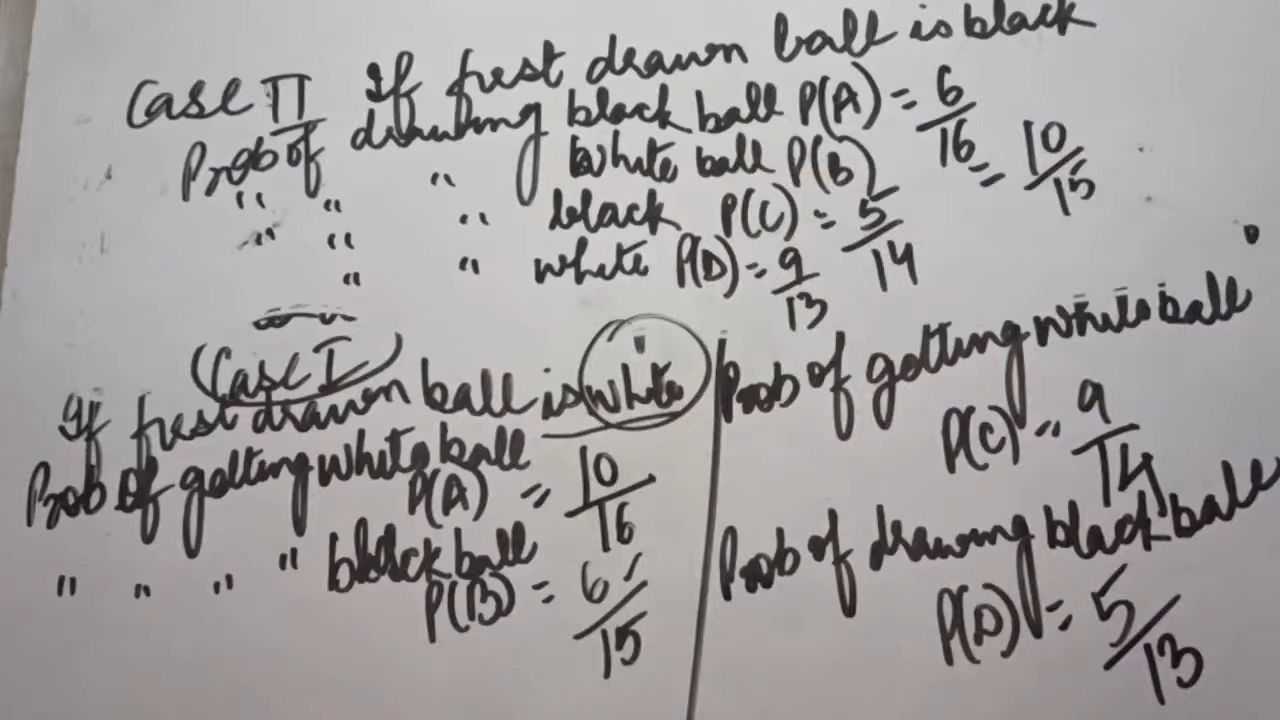 Case II If frest drawn ball is black
Prob of drawing black ball P(A) = 6/16
" " " White ball P(B) = 10/15
" " " black P(C) = 5/14
" " white P(D) = 9/13
(Case I)
If frest drawn ball is white
Prob of getting white ball
P(A) = 10/16
" " " " black ball
P(B) = 6/15
Prob of getting white ball
P(C) = 9/14
Prob of drawing black ball
P(D) = 5/13